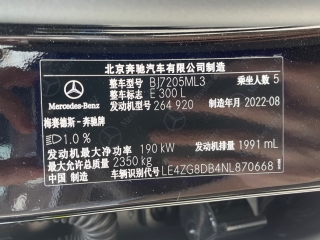 北京奔驰汽车有限公司制造
整车型号 BJ7205ML3 乘坐人数 5
整车标志 E 300 L
Mercedes-Benz 发动机型号 264 920 制造年月 2022-08
梅赛德斯-奔驰牌
1.0 %
发动机最大净功率 190 kW 发动机排量 1991 mL
最大允许总质量 2350 kg
中国 制造 车辆识别代号 LE4ZG8DB4NL870668